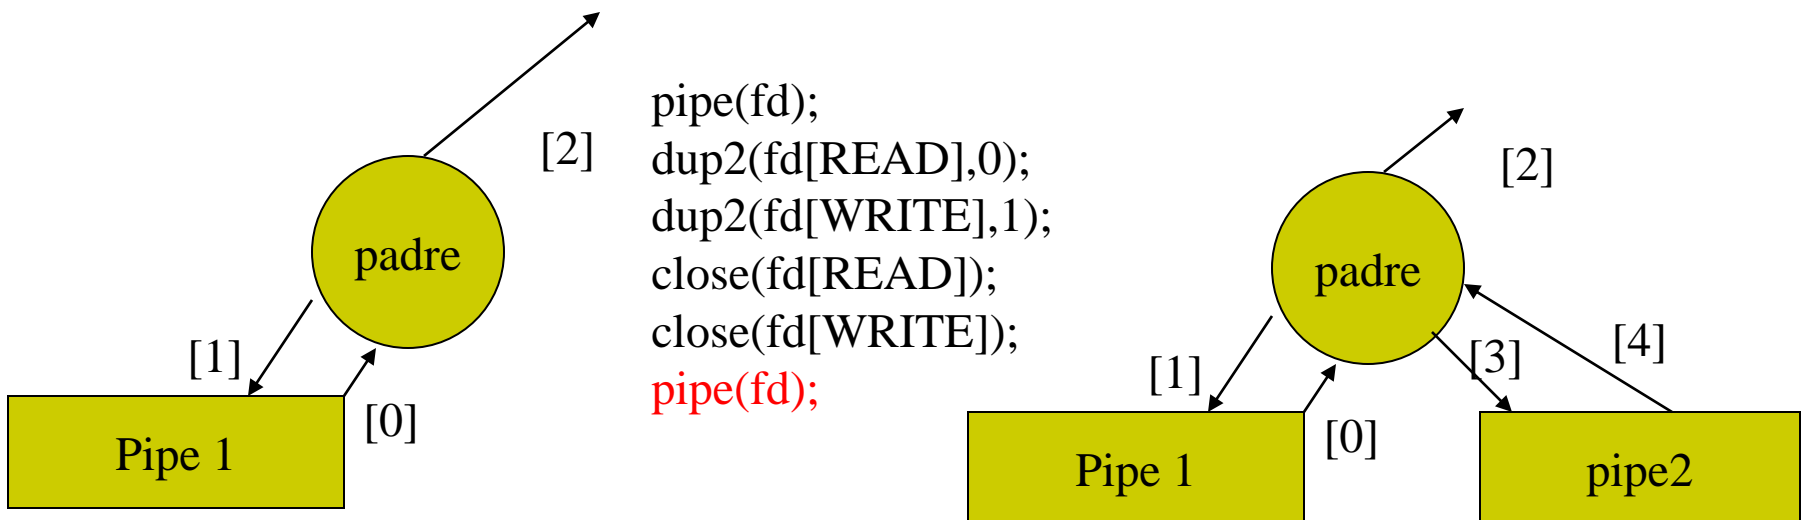 [2]
padre
[1]
[0]
Pipe 1
pipe(fd);
dup2(fd[READ],0);
dup2(fd[WRITE],1);
close(fd[READ]);
close(fd[WRITE]);
pipe(fd);
[2]
padre
[3]
[4]
[1]
[0]
Pipe 1
pipe2